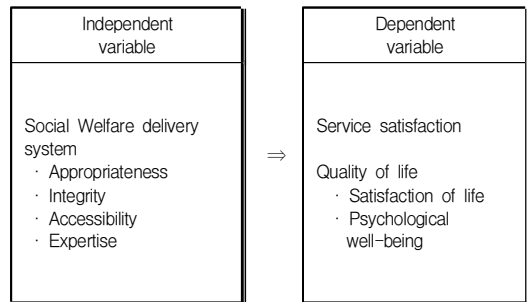 Independent
variable
Social Welfare delivery
system
· Appropriateness
· Integrity
· Accessibility
· Expertise
⇒
Dependent
variable
Service satisfaction
Quality of life
· Satisfaction of life
· Psychological
well-being